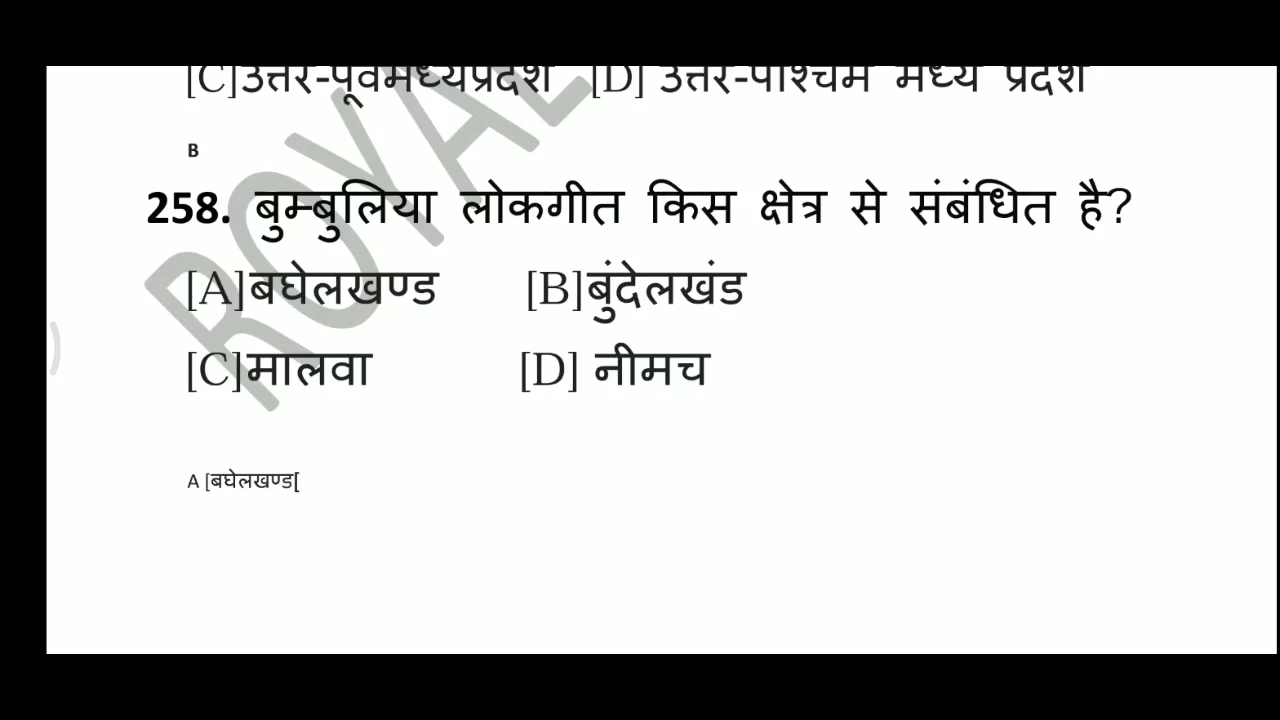 [C]उत्तर-पूर्वमध्यप्रदेश [D] उत्तर-पश्चिम मध्य प्रदेश
B
258. बुम्बुलिया लोकगीत किस क्षेत्र से संबंधित है?
[A]बघेलखण्ड [B]बुंदेलखंड
[C]मालवा [D] नीमच
A [बघेलखण्ड[
ROYAL